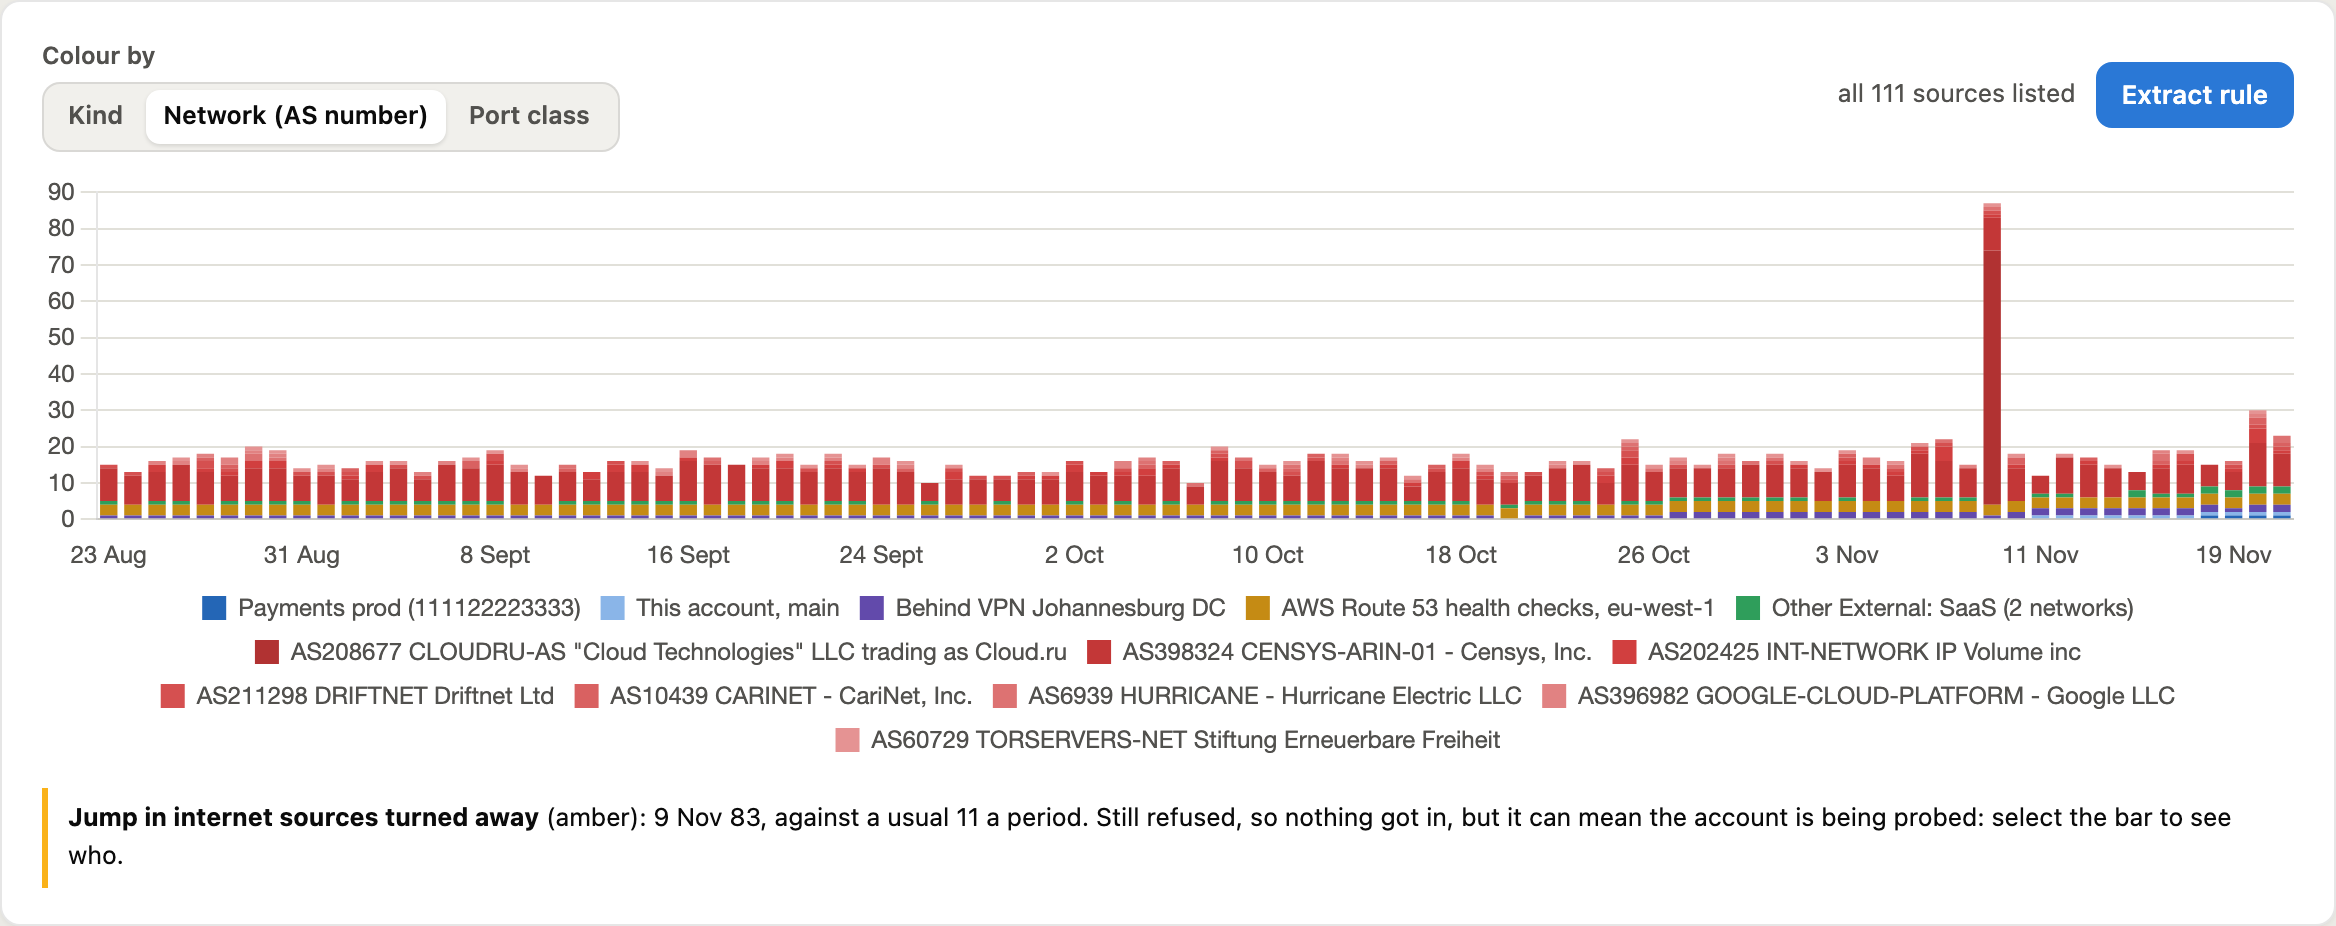 Colour by
Kind Network (AS number) Port class
all 111 sources listed
Extract rule
90
80
70
60
50
40
30
20
10
0
23 Aug 31 Aug 8 Sept 16 Sept 24 Sept 2 Oct 10 Oct 18 Oct 26 Oct 3 Nov 11 Nov 19 Nov
Payments prod (111122223333) This account, main Behind VPN Johannesburg DC AWS Route 53 health checks, eu-west-1 Other External: SaaS (2 networks)
AS208677 CLOUDRU-AS "Cloud Technologies" LLC trading as Cloud.ru AS398324 CENSYS-ARIN-01 - Censys, Inc. AS202425 INT-NETWORK IP Volume inc
AS211298 DRIFTNET Driftnet Ltd AS10439 CARINET - CariNet, Inc. AS6939 HURRICANE - Hurricane Electric LLC AS396982 GOOGLE-CLOUD-PLATFORM - Google LLC
AS60729 TORSERVERS-NET Stiftung Erneuerbare Freiheit
Jump in internet sources turned away (amber): 9 Nov 83, against a usual 11 a period. Still refused, so nothing got in, but it can mean the account is being probed: select the bar to see
who.